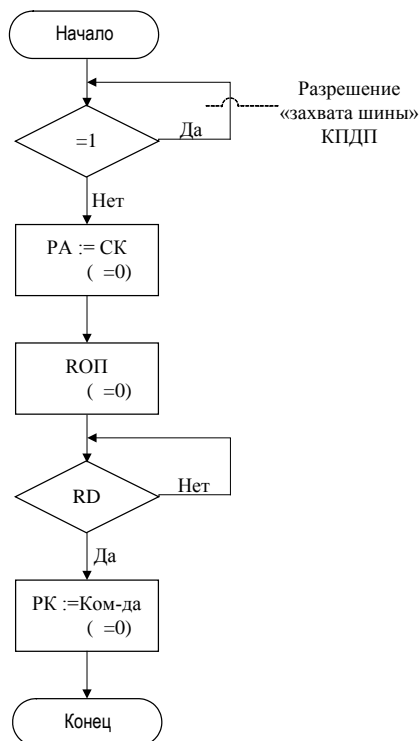 Начало
Разрешение
«захвата шины»
КПДП
=1
Да
Нет
РА := СК
( =0)
RОП
( =0)
RD
Нет
Да
РК :=Ком-да
( =0)
Конец